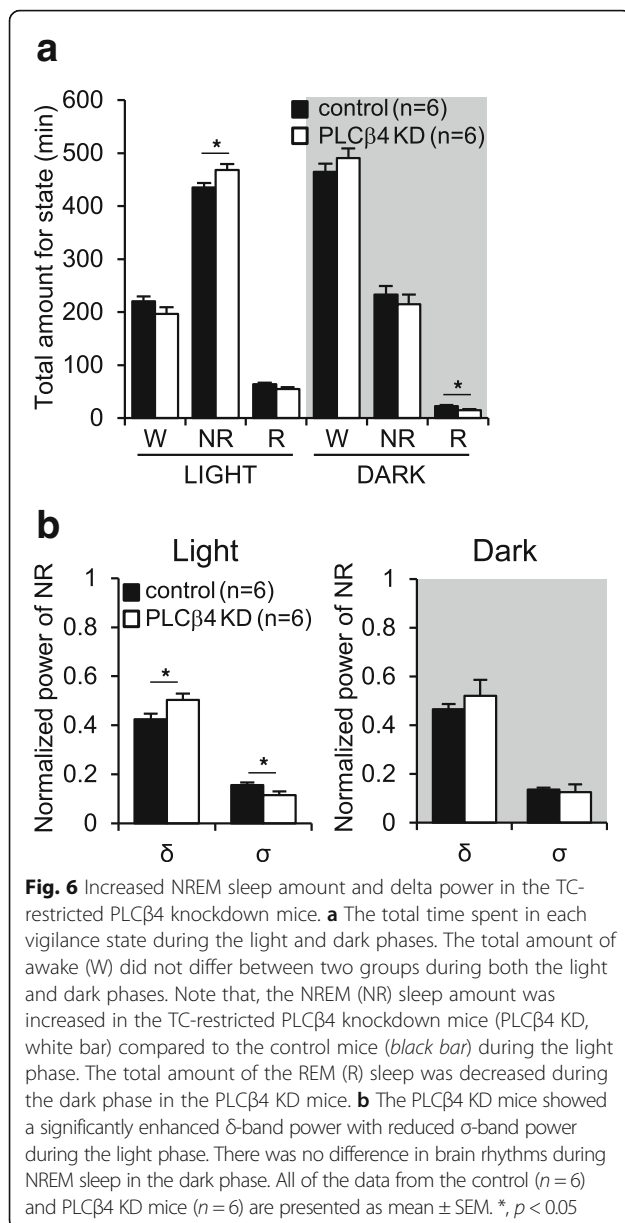 a
600
500
400
300
200
100
0
Total amount for state (min)
control (n=6)
PLCβ4 KD (n=6)
*
*
W NR R W NR R
LIGHT DARK
b
Light
1
0.8
0.6
0.4
0.2
0
Normalized power of NR
control (n=6)
PLCβ4 KD (n=6)
*
*
δ σ
Dark
1
0.8
0.6
0.4
0.2
0
Normalized power of NR
δ σ
Fig. 6 Increased NREM sleep amount and delta power in the TC-
restricted PLCβ4 knockdown mice. a The total time spent in each
vigilance state during the light and dark phases. The total amount of
awake (W) did not differ between two groups during both the light
and dark phases. Note that, the NREM (NR) sleep amount was
increased in the TC-restricted PLCβ4 knockdown mice (PLCβ4 KD,
white bar) compared to the control mice (black bar) during the light
phase. The total amount of the REM (R) sleep was decreased during
the dark phase in the PLCβ4 KD mice. b The PLCβ4 KD mice showed
a significantly enhanced δ-band power with reduced σ-band power
during the light phase. There was no difference in brain rhythms during
NREM sleep in the dark phase. All of the data from the control (n = 6)
and PLCβ4 KD mice (n = 6) are presented as mean ± SEM. *, p < 0.05